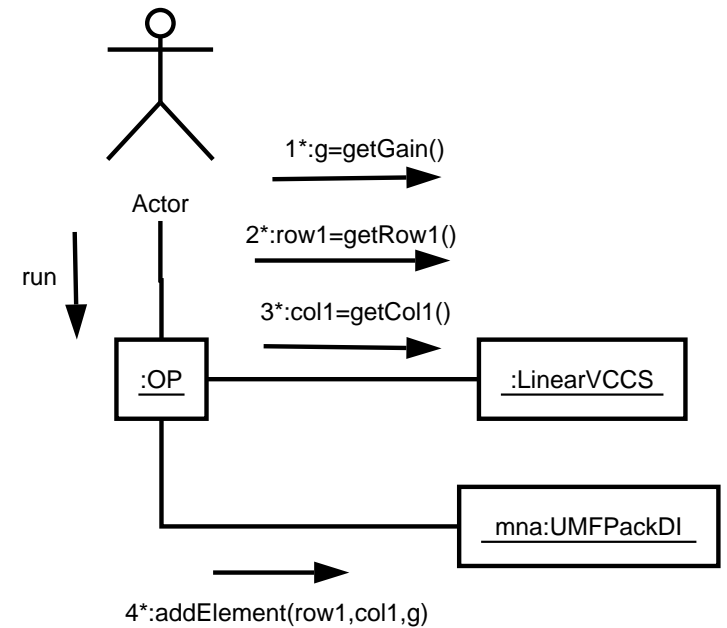 1*:g=getGain()
Actor
2*:row1=getRow1()
run
3*:col1=getCol1()
:OP
:LinearVCCS
mna:UMFPackDI
4*:addElement(row1,col1,g)